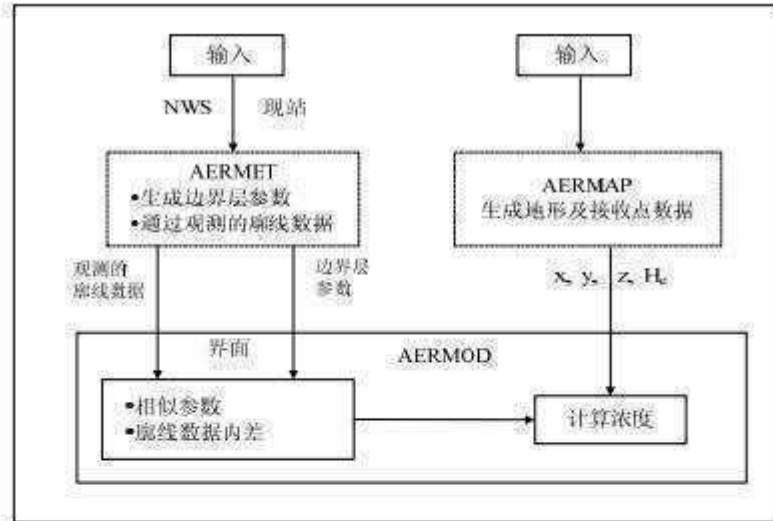 输入
输入
NWS 现站
AERMET
•生成边界层参数
•通过观测的廓线数据
AERMAP
生成地形及接收点数据
观测的
廓线数据
边界层
参数
x, y, z, Hc
界面
AERMOD
•相似参数
•廓线数据内差
计算浓度